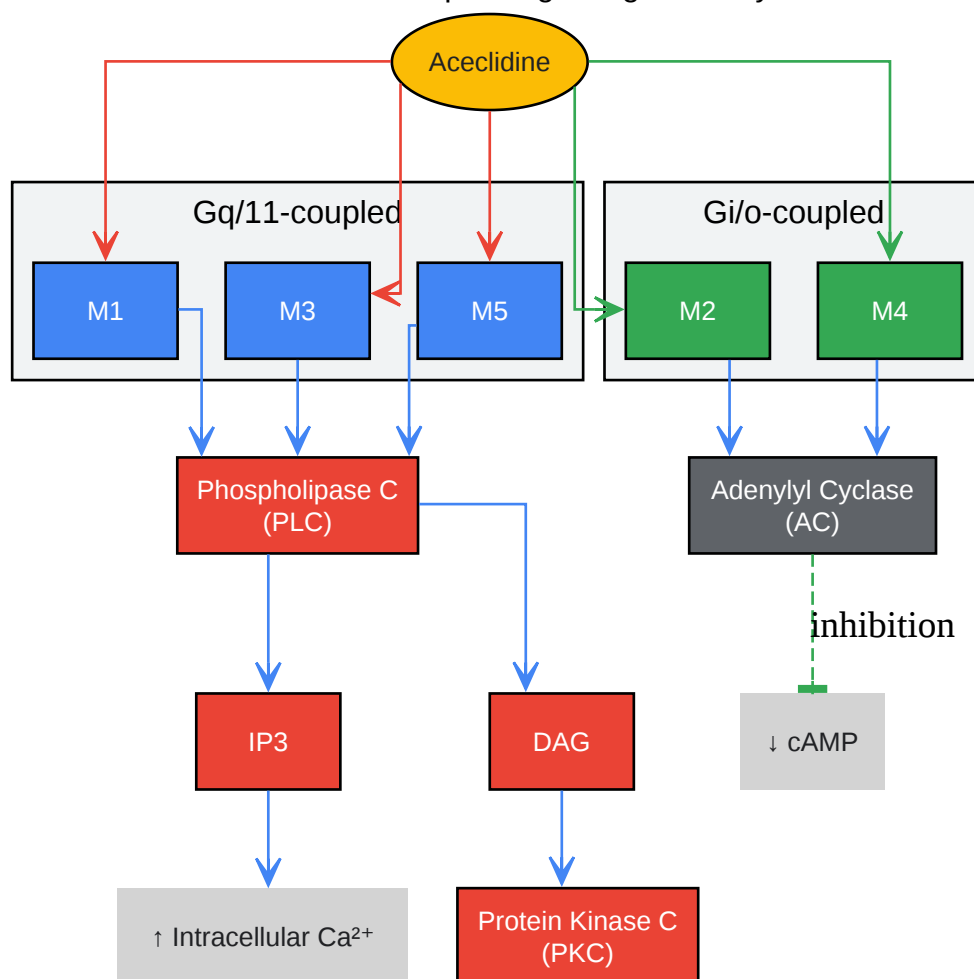 Aceclidine
Gq/11-coupled
Gi/o-coupled
M1
M3
M5
M2
M4
Phospholipase C
(PLC)
Adenylyl Cyclase
(AC)
inhibition
IP3
DAG
↓ cAMP
↑ Intracellular Ca²⁺
Protein Kinase C
(PKC)